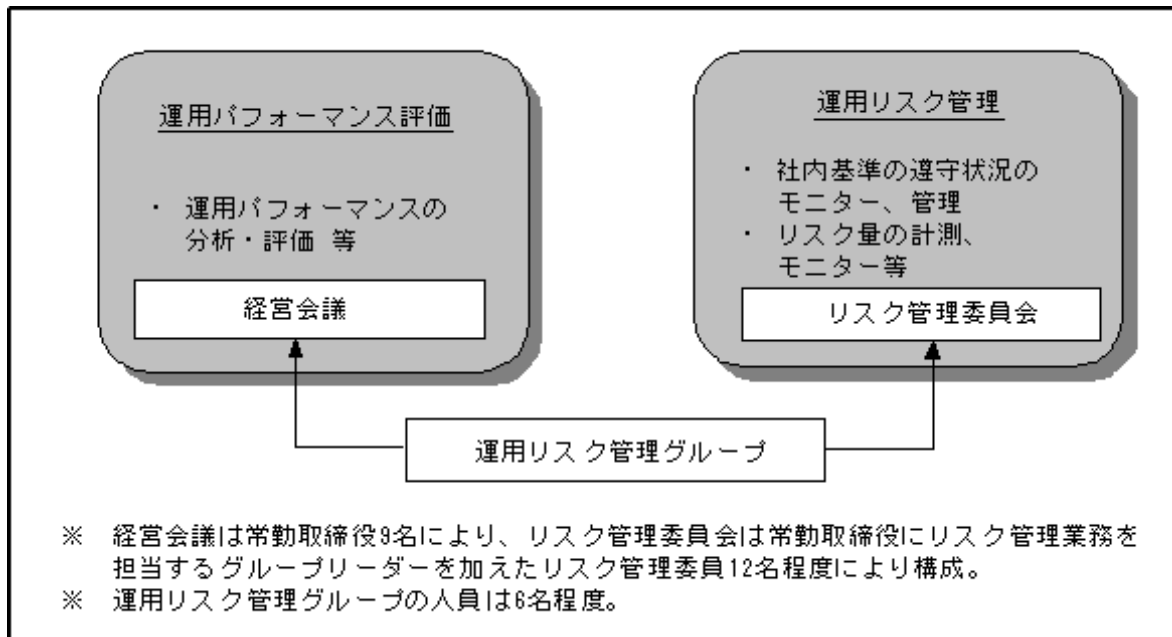 運用パフォーマンス評価
・ 運用パフォーマンスの
分析・評価 等
経営会議
運用リスク管理
・ 社内基準の遵守状況の
モニター、管理
・ リスク量の計測、
モニター等
リスク管理委員会
運用リスク管理グループ
※ 経営会議は常勤取締役9名により、リスク管理委員会は常勤取締役にリスク管理業務を
担当するグループリーダーを加えたリスク管理委員12名程度により構成。
※ 運用リスク管理グループの人員は6名程度。